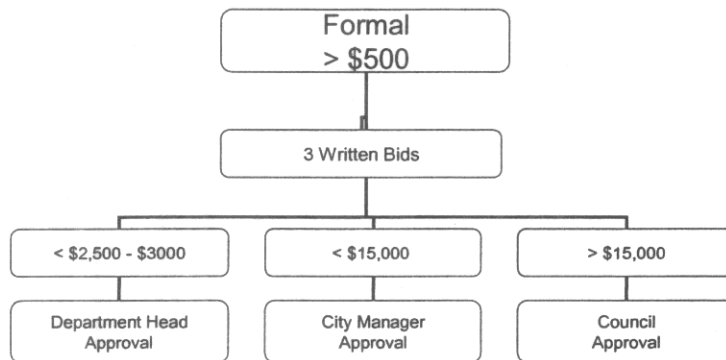 Formal
> $500
3 Written Bids
< $2,500 - $3000
< $15,000
> $15,000
Department Head
Approval
City Manager
Approval
Council
Approval